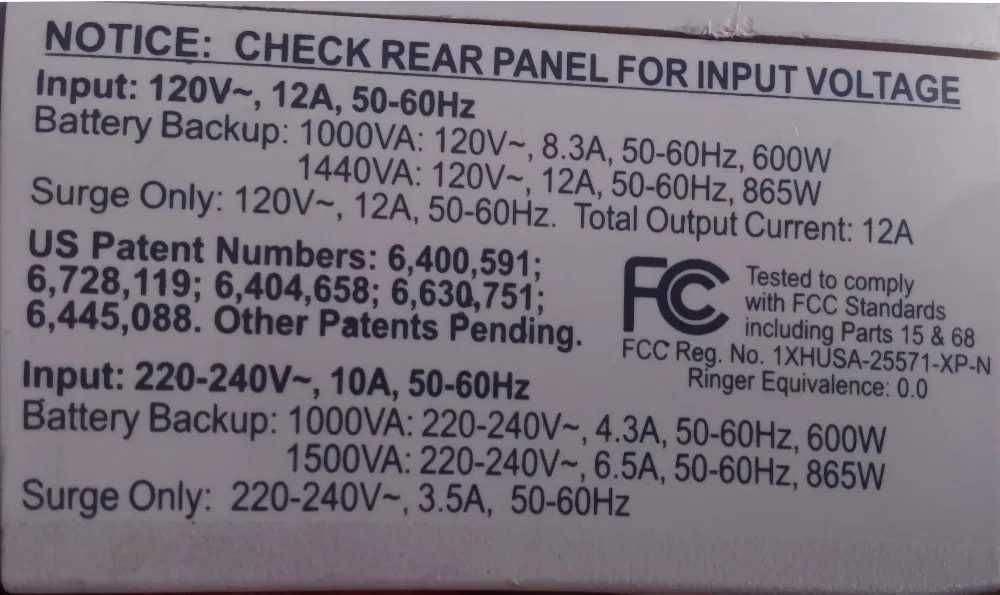 NOTICE: CHECK REAR PANEL FOR INPUT VOLTAGE
Input: 120V~, 12A, 50-60Hz
Battery Backup: 1000VA: 120V~, 8.3A, 50-60Hz, 600W
1440VA: 120V~, 12A, 50-60Hz, 865W
Surge Only: 120V~, 12A, 50-60Hz. Total Output Current: 12A
US Patent Numbers: 6,400,591;
6,728,119; 6,404,658; 6,630,751;
6,445,088. Other Patents Pending.
FC Tested to comply
with FCC Standards
including Parts 15 & 68
FCC Reg. No. 1XHUSA-25571-XP-N
Ringer Equivalence: 0.0
Input: 220-240V~, 10A, 50-60Hz
Battery Backup: 1000VA: 220-240V~, 4.3A, 50-60Hz, 600W
1500VA: 220-240V~, 6.5A, 50-60Hz, 865W
Surge Only: 220-240V~, 3.5A, 50-60Hz